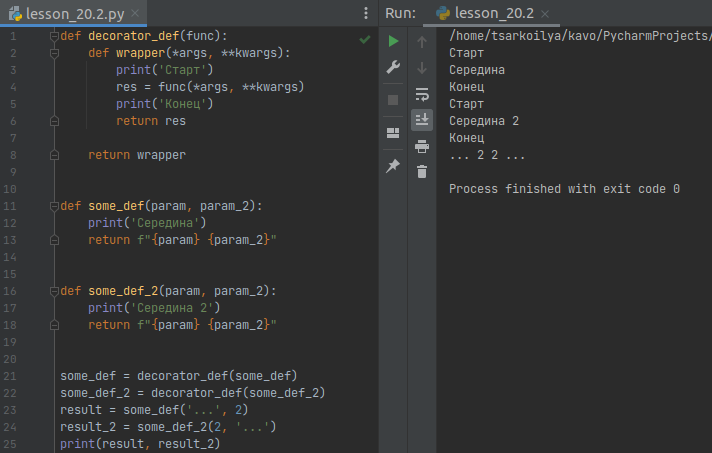 lesson_20.2.py
Run: lesson_20.2
1 def decorator_def(func):
2     def wrapper(*args, **kwargs):
3         print('Старт')
4         res = func(*args, **kwargs)
5         print('Конец')
6         return res
7
8     return wrapper
9
10
11 def some_def(param, param_2):
12     print('Середина')
13     return f"{param} {param_2}"
14
15
16 def some_def_2(param, param_2):
17     print('Середина 2')
18     return f"{param} {param_2}"
19
20
21 some_def = decorator_def(some_def)
22 some_def_2 = decorator_def(some_def_2)
23 result = some_def('...', 2)
24 result_2 = some_def_2(2, '...')
25 print(result, result_2)
/home/tsarkoilya/kavo/PycharmProjects/
Старт
Середина
Конец
Старт
Середина 2
Конец
... 2 2 ...
Process finished with exit code 0